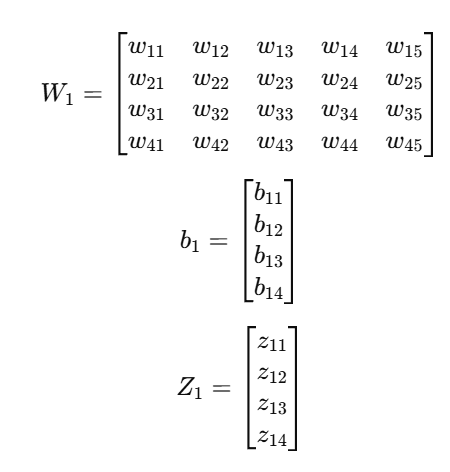 W₁ = [w₁₁ w₁₂ w₁₃ w₁₄ w₁₅
w₂₁ w₂₂ w₂₃ w₂₄ w₂₅
w₃₁ w₃₂ w₃₃ w₃₄ w₃₅
w₄₁ w₄₂ w₄₃ w₄₄ w₄₅]
b₁ = [b₁₁
b₁₂
b₁₃
b₁₄]
Z₁ = [z₁₁
z₁₂
z₁₃
z₁₄]